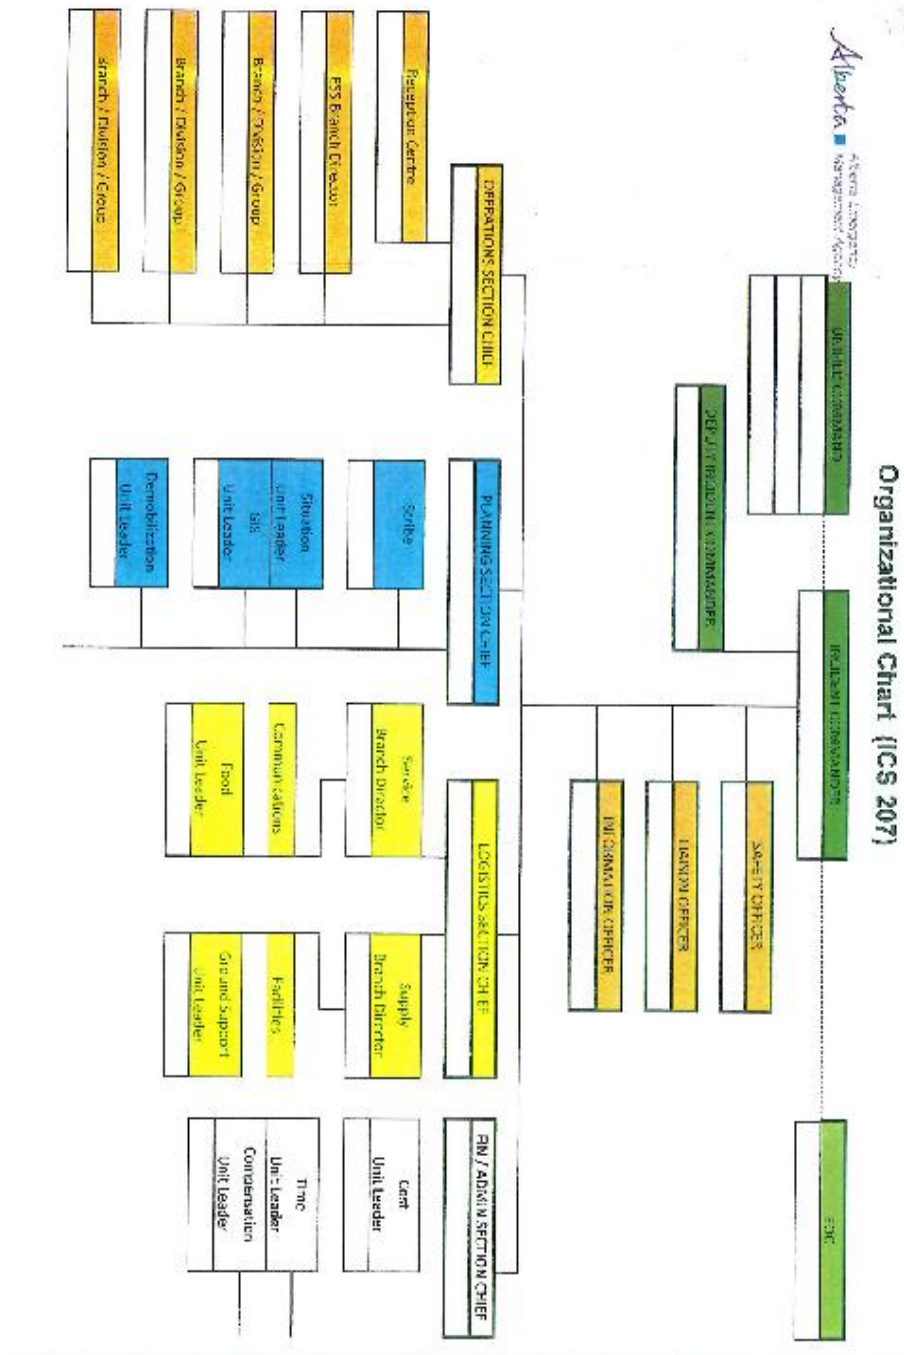 Organizational Chart (ICS 207)
Alberta
Alberta Emergency
Management Agency
UNIFIED COMMAND
INCIDENT COMMANDER
EOC
DEPUTY INCIDENT COMMANDER
SAFETY OFFICER
LIAISON OFFICER
INFORMATION OFFICER
OPERATIONS SECTION CHIEF
PLANNING SECTION CHIEF
LOGISTICS SECTION CHIEF
FIN / ADMIN SECTION CHIEF
Reception Centre
ESS Branch Director
Branch / Division / Group
Branch / Division / Group
Branch / Division / Group
Scribe
Situation
Unit Leader
GIS
Unit Leader
Demobilization
Unit Leader
Service
Branch Director
Communications
Food
Unit Leader
Supply
Branch Director
Facilities
Ground Support
Unit Leader
Cost
Unit Leader
Time
Unit Leader
Compensation
Unit Leader